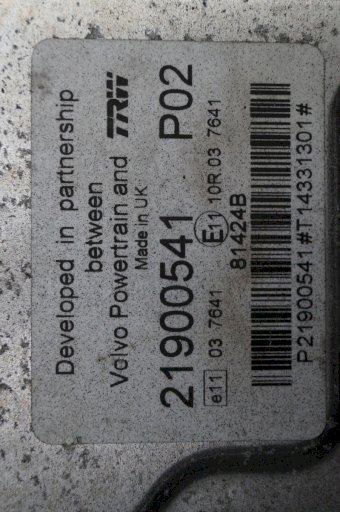 Developed in partnership
between
Volvo Powertrain and TRW
Made in UK
21900541 P02
e11 03 7641 E11 10R 03 7641
81424B
P21900541#T14331301#